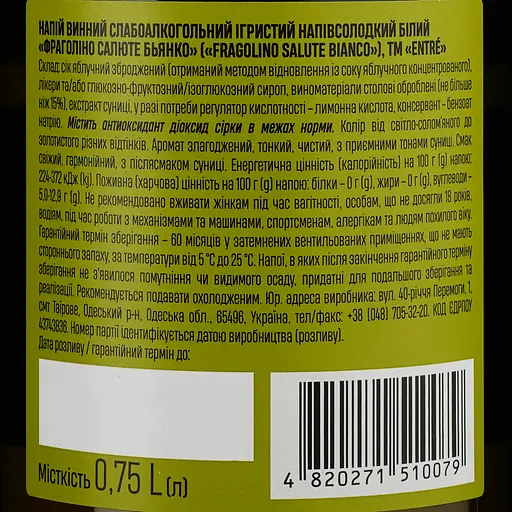 НАПІЙ ВИННИЙ СЛАБОАЛКОГОЛЬНИЙ ІГРИСТИЙ НАПІВСОЛОДКИЙ БІЛИЙ
«ФРАГОЛІНО САЛЮТЕ БЬЯНКО» («FRAGOLINO SALUTE BIANCO»), ТМ «ENTRÉ»
Склад: сік яблучний зброджений (отриманий методом відновлення із соку яблучного концентрованого),
лікери та/або глюкозно-фруктозний/ізоглюкозний сироп, виноматеріали столові оброблені (не більше
ніж 15%), екстракт суниці, у разі потреби регулятор кислотності – лимонна кислота, консервант – бензоат
натрію. Містить антиоксидант діоксид сірки в межах норми. Колір від світло-солом'яного до
золотистого різних відтінків. Аромат злагоджений, тонкий, чистий, з приємними тонами суниці. Смак
свіжий, гармонійний, з післясмаком суниці. Енергетична цінність (калорійність) на 100 г (g) напою:
224-372 кДж (kj). Поживна (харчова) цінність на 100 г (g) напою: білки – 0 г (g), жири – 0 г (g), вуглеводи –
5,0-12,9 г (g). Не рекомендовано вживати жінкам під час вагітності, особам, що не досягли 18 років,
водіям, під час роботи з механізмами та машинами, спортсменам, алергікам та людям похилого віку.
Гарантійний термін зберігання – 60 місяців у затемнених вентильованих приміщеннях, що не мають
стороннього запаху, за температури від 5 °С до 25 °С. Напої, в яких після закінчення гарантійного терміну
зберігання не з'явилося помутніння чи видимого осаду, придатні для подальшого зберігання та
реалізації. Рекомендується подавати охолодженим. Юр. адреса виробника: вул. 40-річчя Перемоги, 1,
смт Таїрове, Одеський р-н, Одеська обл., 65496, Україна, тел/факс: +38 (048) 705-32-20. КОД ЄДРПОУ
43743836. Номер партії ідентифікується датою виробництва (розливу).
Дата розливу / гарантійний термін до:
Місткість 0,75 L (л)
4 820271 510079